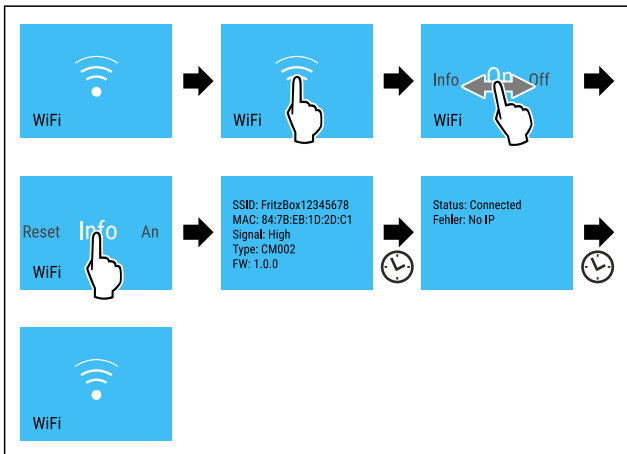 WiFi
WiFi
Info On Off
WiFi
Reset Info An
WiFi
SSID: FritzBox12345678
MAC: 84:7B:EB:1D:2D:C1
Signal: High
Type: CM002
FW: 1.0.0
Status: Connected
Fehler: No IP
WiFi